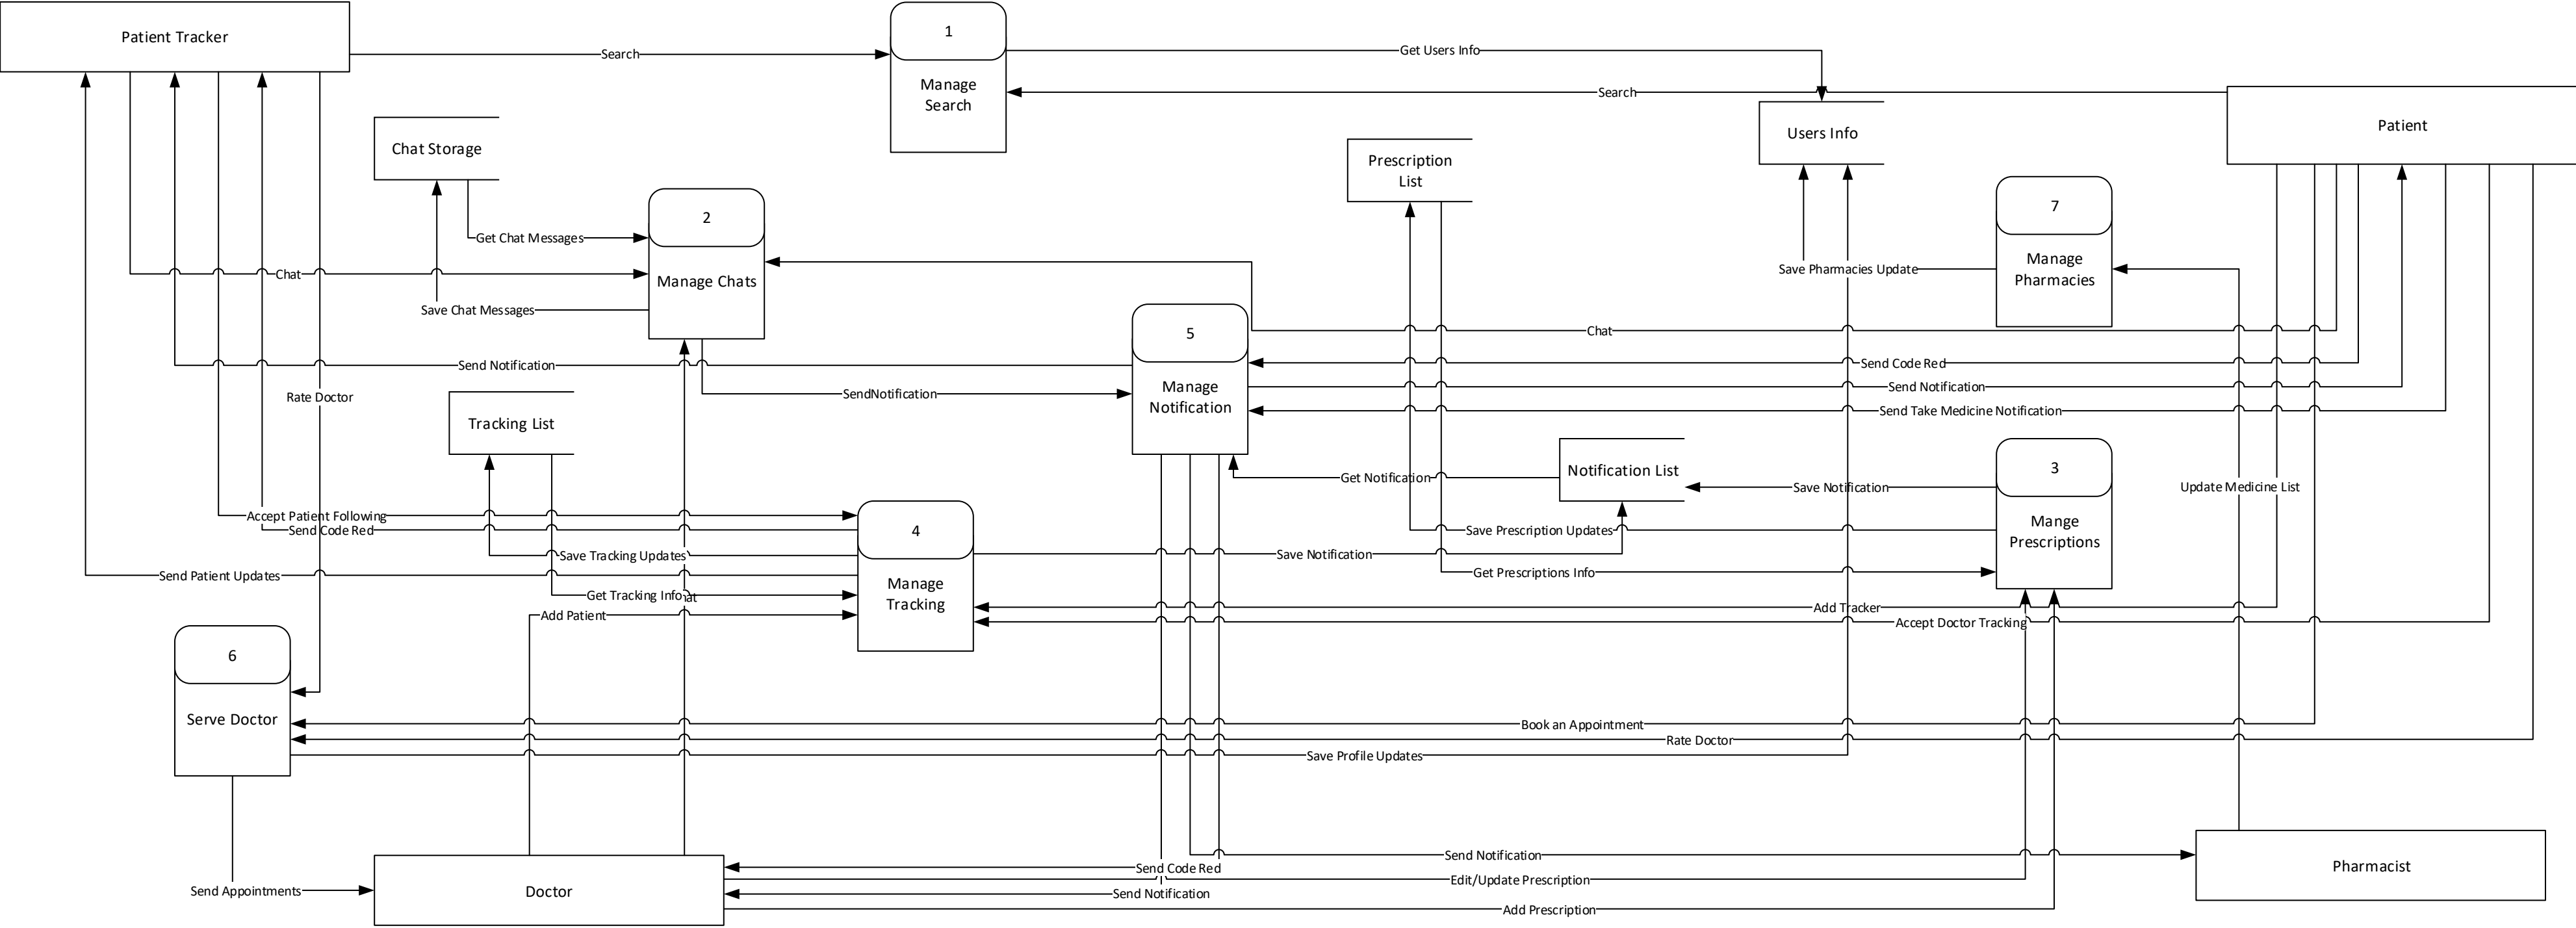 Patient Tracker
1
Manage
Search
Search
Get Users Info
Search
Users Info
Patient
Chat Storage
Prescription
List
2
Manage Chats
7
Manage
Pharmacies
Get Chat Messages
Chat
Save Chat Messages
Save Pharmacies Update
5
Manage
Notification
Chat
Send Code Red
Send Notification
Send Take Medicine Notification
Send Notification
SendNotification
Rate Doctor
Tracking List
Notification List
3
Mange
Prescriptions
Get Notification
Save Notification
Update Medicine List
Accept Patient Following
Send Code Red
4
Manage
Tracking
Save Prescription Updates
Save Tracking Updates
Save Notification
Send Patient Updates
Get Prescriptions Info
Get Tracking Info
Add Patient
Add Tracker
Accept Doctor Tracking
6
Serve Doctor
Book an Appointment
Rate Doctor
Save Profile Updates
Send Appointments
Doctor
Send Notification
Send Code Red
Edit/Update Prescription
Send Notification
Add Prescription
Pharmacist